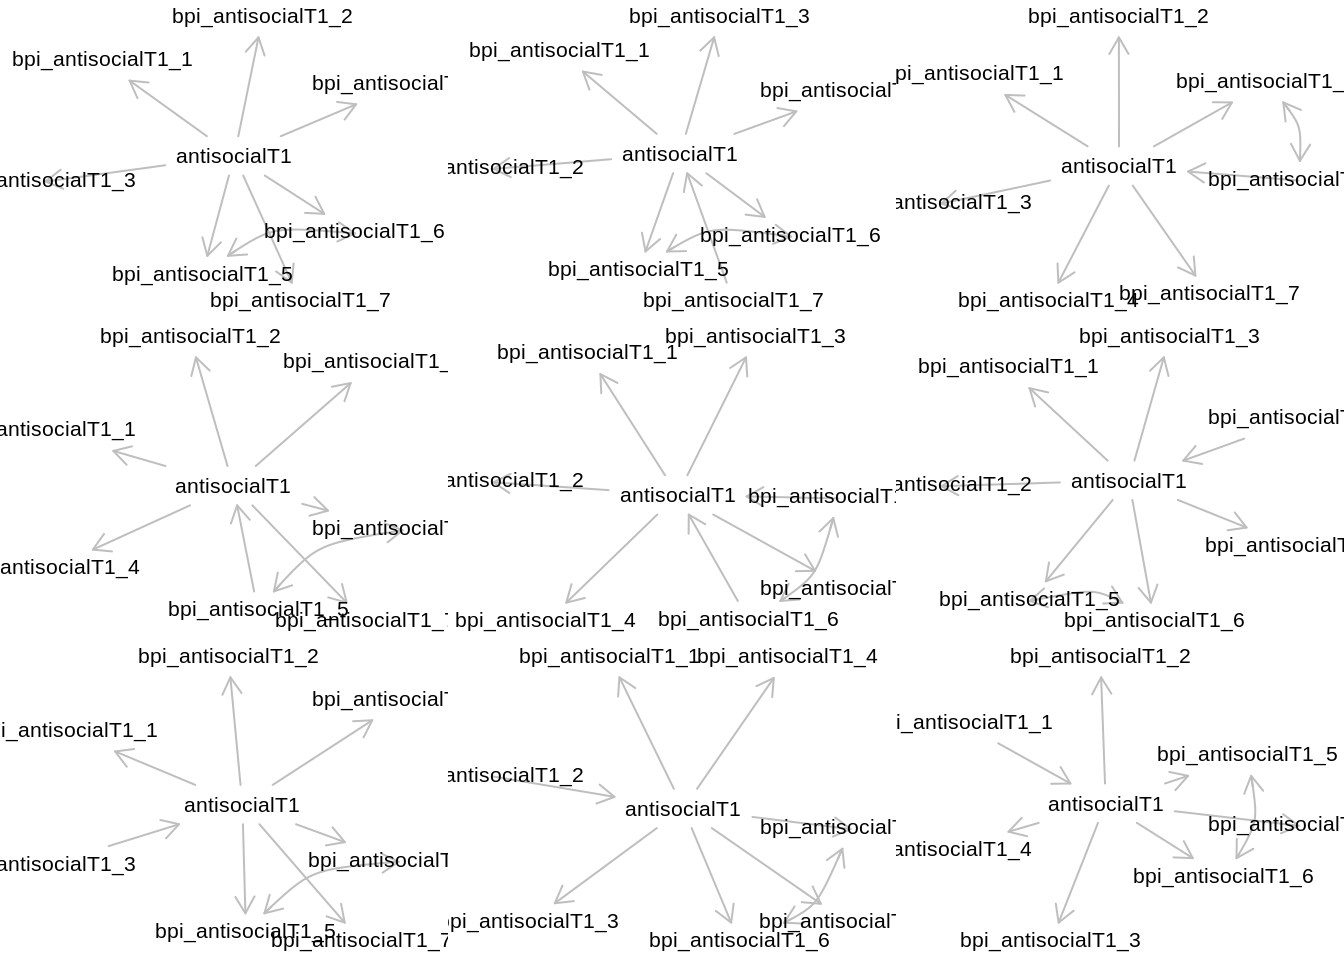 bpi_antisocialT1_2
bpi_antisocialT1_1
bpi_antisocialT
antisocialT1
antisocialT1_3
bpi_antisocialT1_6
bpi_antisocialT1_5
bpi_antisocialT1_7
bpi_antisocialT1_3
bpi_antisocialT1_1
bpi_antisocialT
antisocialT1
antisocialT1_2
bpi_antisocialT1_6
bpi_antisocialT1_5
bpi_antisocialT1_7
bpi_antisocialT1_2
pi_antisocialT1_1
bpi_antisocialT1_
antisocialT1
bpi_antisocialT
antisocialT1_3
bpi_antisocialT1_4
bpi_antisocialT1_7
bpi_antisocialT1_2
bpi_antisocialT1_
antisocialT1_1
antisocialT1
bpi_antisocialT
antisocialT1_4
bpi_antisocialT1_5
bpi_antisocialT1_7
bpi_antisocialT1_3
bpi_antisocialT1_1
antisocialT1_2
antisocialT1
bpi_antisocialT1
bpi_antisocialT
bpi_antisocialT1_4
bpi_antisocialT1_6
bpi_antisocialT1_3
bpi_antisocialT1_1
bpi_antisocialT
antisocialT1
antisocialT1_2
bpi_antisocialT
bpi_antisocialT1_5
bpi_antisocialT1_6
bpi_antisocialT1_2
bpi_antisocialT
i_antisocialT1_1
antisocialT1
antisocialT1_3
bpi_antisocialT
bpi_antisocialT1_5
bpi_antisocialT1_7
bpi_antisocialT1_1
bpi_antisocialT1_4
antisocialT1_2
antisocialT1
bpi_antisocialT
bpi_antisocialT1_3
bpi_antisocialT
bpi_antisocialT1_6
bpi_antisocialT1_2
i_antisocialT1_1
bpi_antisocialT1_5
antisocialT1
bpi_antisocialT
antisocialT1_4
bpi_antisocialT1_6
bpi_antisocialT1_3